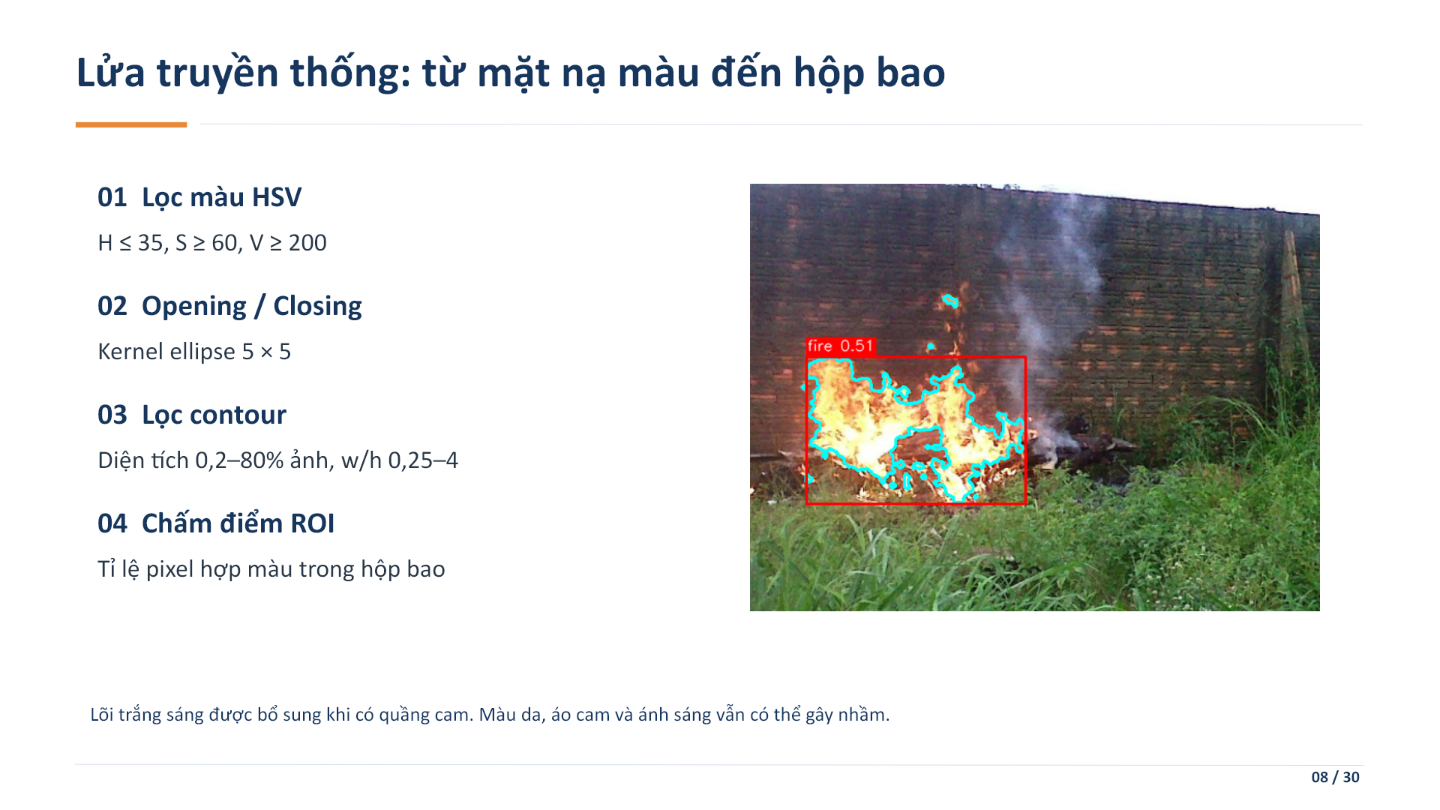 Lửa truyền thống: từ mặt nạ màu đến hộp bao
01 Lọc màu HSV
H ≤ 35, S ≥ 60, V ≥ 200
02 Opening / Closing
Kernel ellipse 5 × 5
03 Lọc contour
Diện tích 0,2–80% ảnh, w/h 0,25–4
04 Chấm điểm ROI
Tỉ lệ pixel hợp màu trong hộp bao
fire 0.51
Lõi trắng sáng được bổ sung khi có quầng cam. Màu da, áo cam và ánh sáng vẫn có thể gây nhầm.
08 / 30